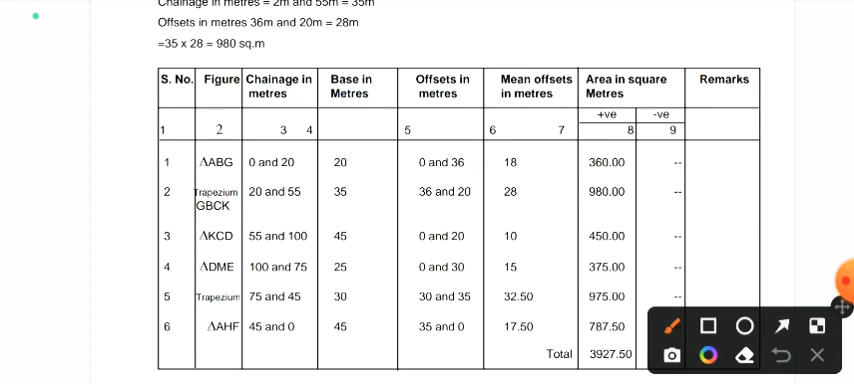 Chainage in metres = 2m and 55m = 35m
Offsets in metres 36m and 20m = 28m
=35 x 28 = 980 sq.m
S. No. Figure Chainage in metres Base in Metres Offsets in metres Mean offsets in metres Area in square Metres Remarks
+ve -ve
1 2 3 4 5 6 7 8 9
1 ΔABG 0 and 20 20 0 and 36 18 360.00 --
2 Trapezium GBCK 20 and 55 35 36 and 20 28 980.00 --
3 ΔKCD 55 and 100 45 0 and 20 10 450.00 --
4 ΔDME 100 and 75 25 0 and 30 15 375.00 --
5 Trapezium 75 and 45 30 30 and 35 32.50 975.00 --
6 ΔAHF 45 and 0 45 35 and 0 17.50 787.50
Total 3927.50